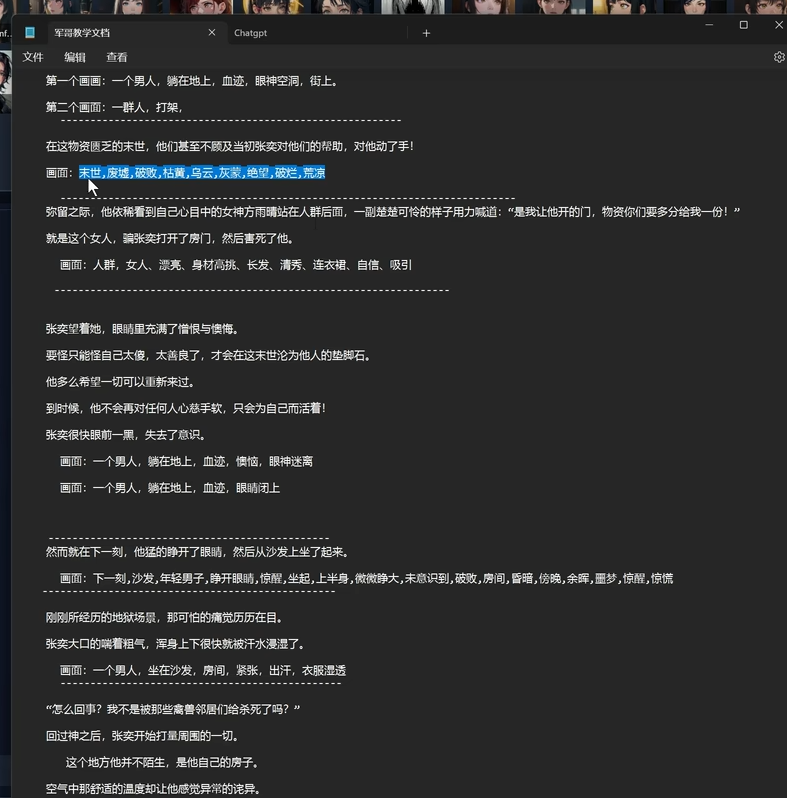 军哥教学文档
Chatgpt
文件 编辑 查看
第一个画画：一个男人，躺在地上，血迹，眼神空洞，街上。
第二个画面：一群人，打架，
在这物资匮乏的末世，他们甚至不顾及当初张奕对他们的帮助，对他动了手！
画面：末世,废墟,破败,枯黄,乌云,灰蒙,绝望,破烂,荒凉
弥留之际，他依稀看到自己心目中的女神方雨晴站在人群后面，一副楚楚可怜的样子用力喊道：“是我让他开的门，物资你们要多分给我一份！”
就是这个女人，骗张奕打开了房门，然后害死了他。
画面：人群，女人、漂亮、身材高挑、长发、清秀、连衣裙、自信、吸引
张奕望着她，眼睛里充满了憎恨与懊悔。
要怪只能怪自己太傻，太善良了，才会在这末世沦为他人的垫脚石。
他多么希望一切可以重新来过。
到时候，他不会再对任何人心慈手软，只会为自己而活着！
张奕很快眼前一黑，失去了意识。
画面：一个男人，躺在地上，血迹，懊恼，眼神迷离
画面：一个男人，躺在地上，血迹，眼睛闭上
然而就在下一刻，他猛的睁开了眼睛，然后从沙发上坐了起来。
画面：下一刻,沙发,年轻男子,睁开眼睛,惊醒,坐起,上半身,微微睁大,未意识到,破败,房间,昏暗,傍晚,余晖,噩梦,惊醒,惊慌
刚刚所经历的地狱场景，那可怕的痛觉历历在目。
张奕大口的喘着粗气，浑身上下很快就被汗水浸湿了。
画面：一个男人，坐在沙发，房间，紧张，出汗，衣服湿透
“怎么回事？我不是被那些禽兽邻居们给杀死了吗？”
回过神之后，张奕开始打量周围的一切。
这个地方他并不陌生，是他自己的房子。
空气中那舒适的温度却让他感觉异常的诧异。